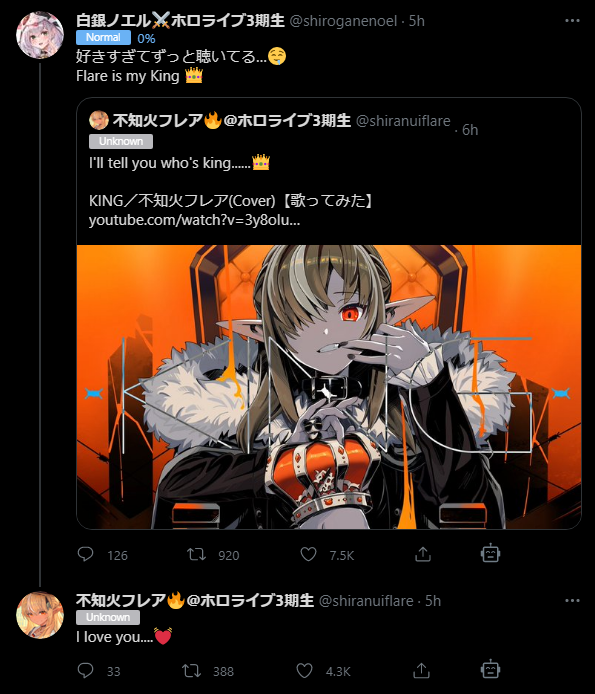 白銀ノエル⚔️ホロライブ3期生 @shiroganenoel · 5h
Normal 0%
好きすぎてずっと聴いてる...🤤
Flare is my King 👑
不知火フレア🔥@ホロライブ3期生 @shiranuiflare · 6h
Unknown
I'll tell you who's king......👑
KING／不知火フレア(Cover)【歌ってみた】
youtube.com/watch?v=3y8olu...
KING
126 920 7.5K
不知火フレア🔥@ホロライブ3期生 @shiranuiflare · 5h
Unknown
I love you....💓
33 388 4.3K